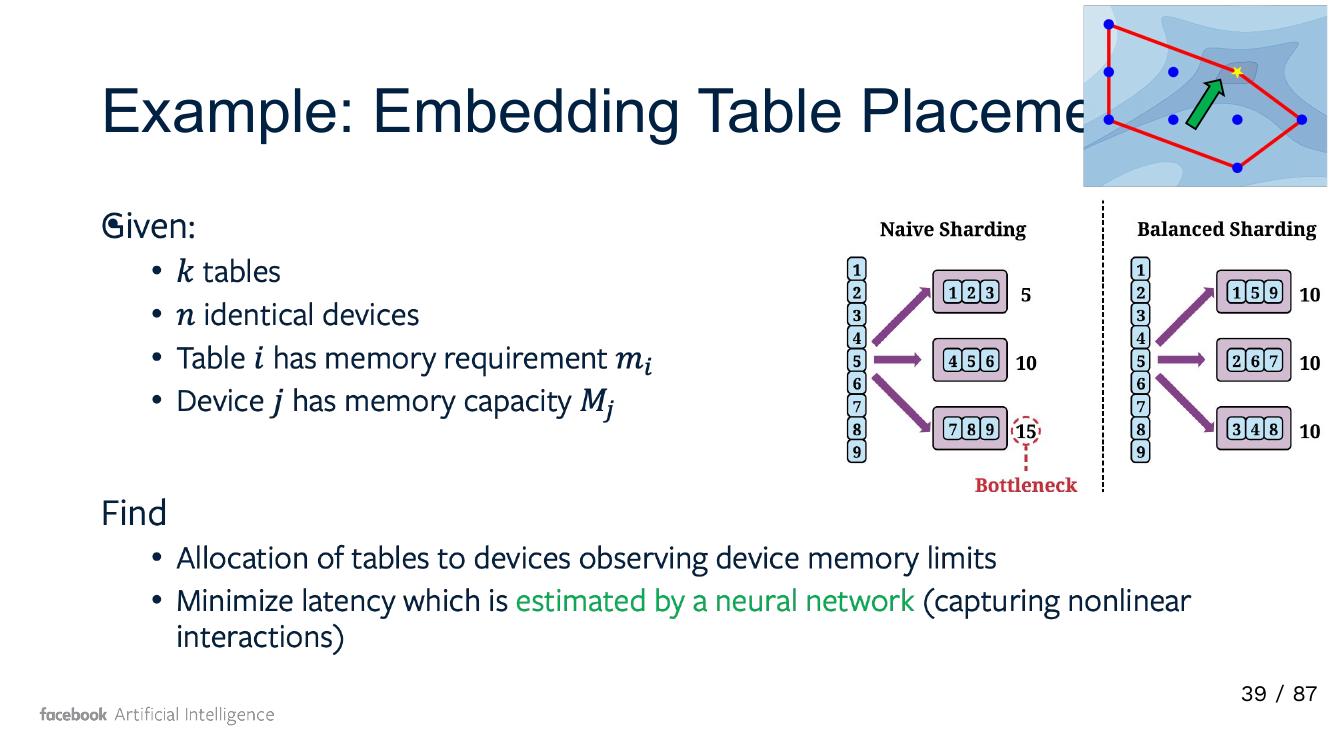 Example: Embedding Table Placeme
Given:
• k tables
• n identical devices
• Table i has memory requirement mᵢ
• Device j has memory capacity Mⱼ
Naive Sharding
1
2
3
4
5
6
7
8
9
1 2 3
5
4 5 6
10
7 8 9
15
Bottleneck
Balanced Sharding
1
2
3
4
5
6
7
8
9
1 5 9
10
2 6 7
10
3 4 8
10
Find
• Allocation of tables to devices observing device memory limits
• Minimize latency which is estimated by a neural network (capturing nonlinear
interactions)
39 / 87
facebook Artificial Intelligence